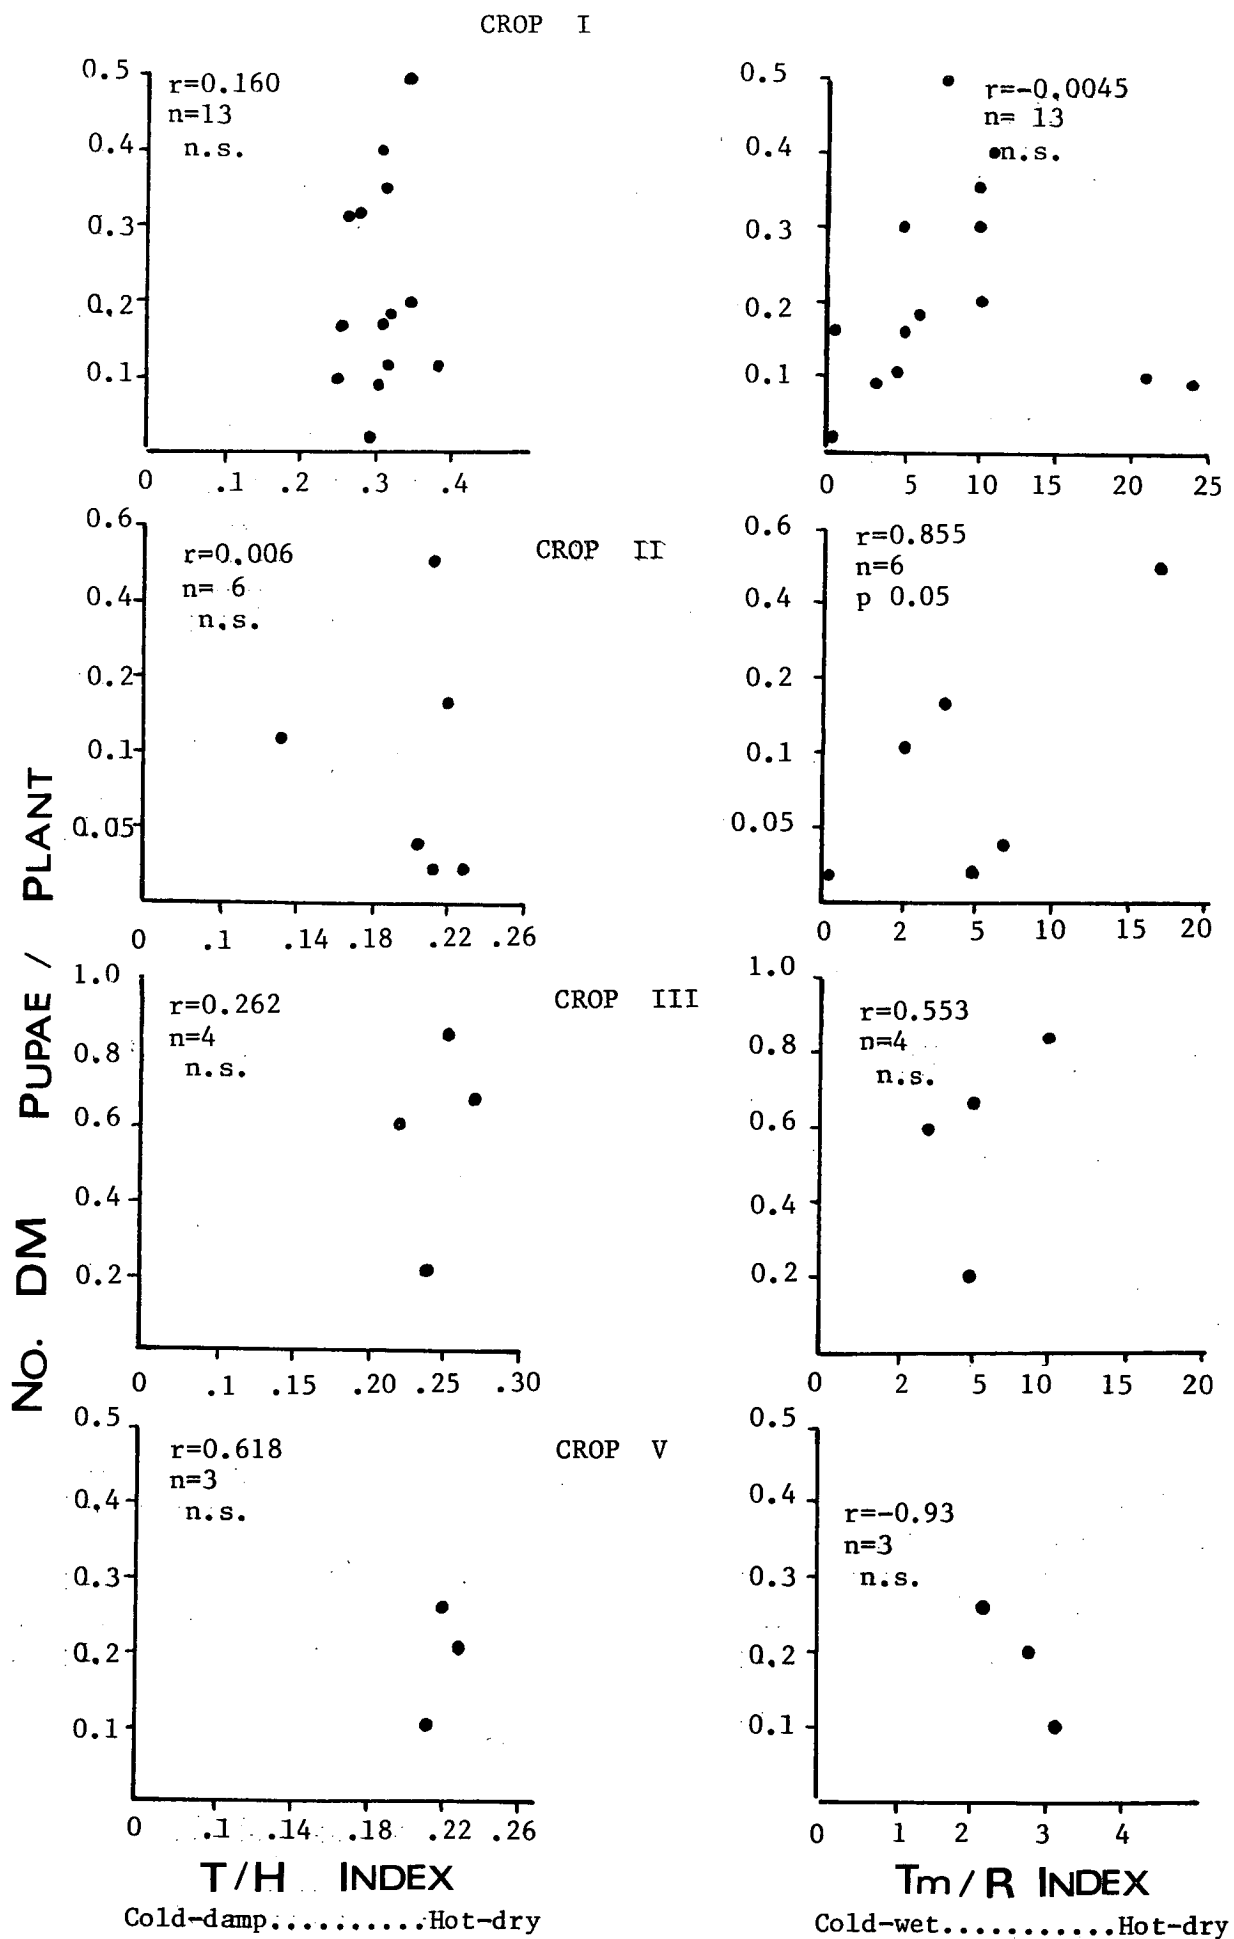 CROP I
0.5
0.4
0.3
0.2
0.1
r=0.160
n=13
n.s.
0 .1 .2 .3 .4
0.5
0.4
0.3
0.2
0.1
r=-0.0045
n= 13
n.s.
0 5 10 15 20 25
CROP II
0.6
0.4
0.2
0.1
0.05
r=0.006
n= 6
n.s.
0 .1 .14 .18 .22 .26
0.6
0.4
0.2
0.1
0.05
r=0.855
n=6
p 0.05
0 2 5 10 15 20
CROP III
1.0
0.8
0.6
0.4
0.2
r=0.262
n=4
n.s.
0 .1 .15 .20 .25 .30
1.0
0.8
0.6
0.4
0.2
r=0.553
n=4
n.s.
0 2 5 10 15 20
CROP V
0.5
0.4
0.3
0.2
0.1
r=0.618
n=3
n.s.
0 .1 .14 .18 .22 .26
0.5
0.4
0.3
0.2
0.1
r=-0.93
n=3
n.s.
0 1 2 3 4
No. DM PUPAE / PLANT
T/H INDEX
Cold-damp..........Hot-dry
Tm/R INDEX
Cold-wet...........Hot-dry